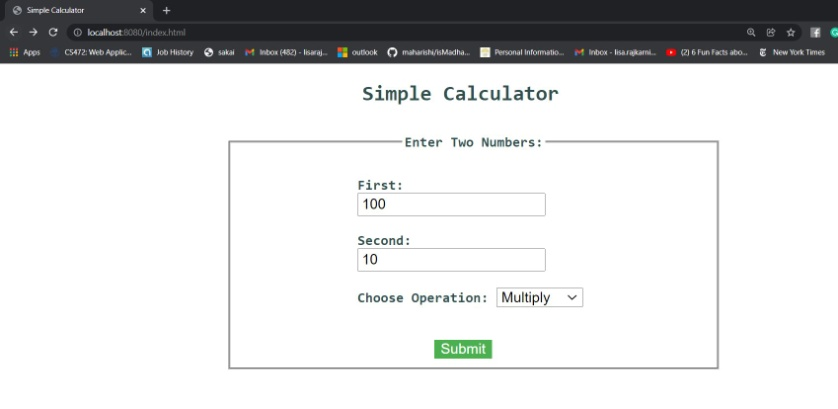 Simple Calculator
localhost:8080/index.html
Apps CS472: Web Applic... Job History sakai Inbox (482) - lisaraj... outlook maharishi/isMadha... Personal Informatio... Inbox - lisa.rajkarni... (2) 6 Fun Facts abo... New York Times
Simple Calculator
Enter Two Numbers:
First:
100
Second:
10
Choose Operation: Multiply
Submit